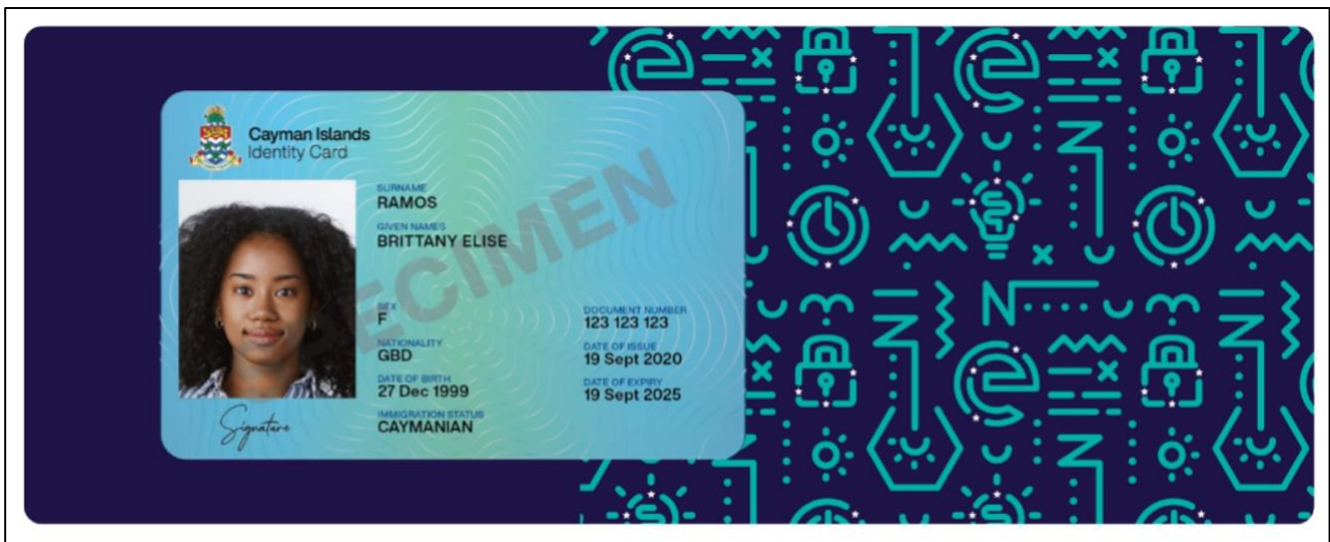 Cayman Islands
Identity Card
SURNAME
RAMOS
GIVEN NAMES
BRITTANY ELISE
SPECIMEN
SEX
F
NATIONALITY
GBD
DATE OF BIRTH
27 Dec 1999
IMMIGRATION STATUS
CAYMANIAN
DOCUMENT NUMBER
123 123 123
DATE OF ISSUE
19 Sept 2020
DATE OF EXPIRY
19 Sept 2025
Signature